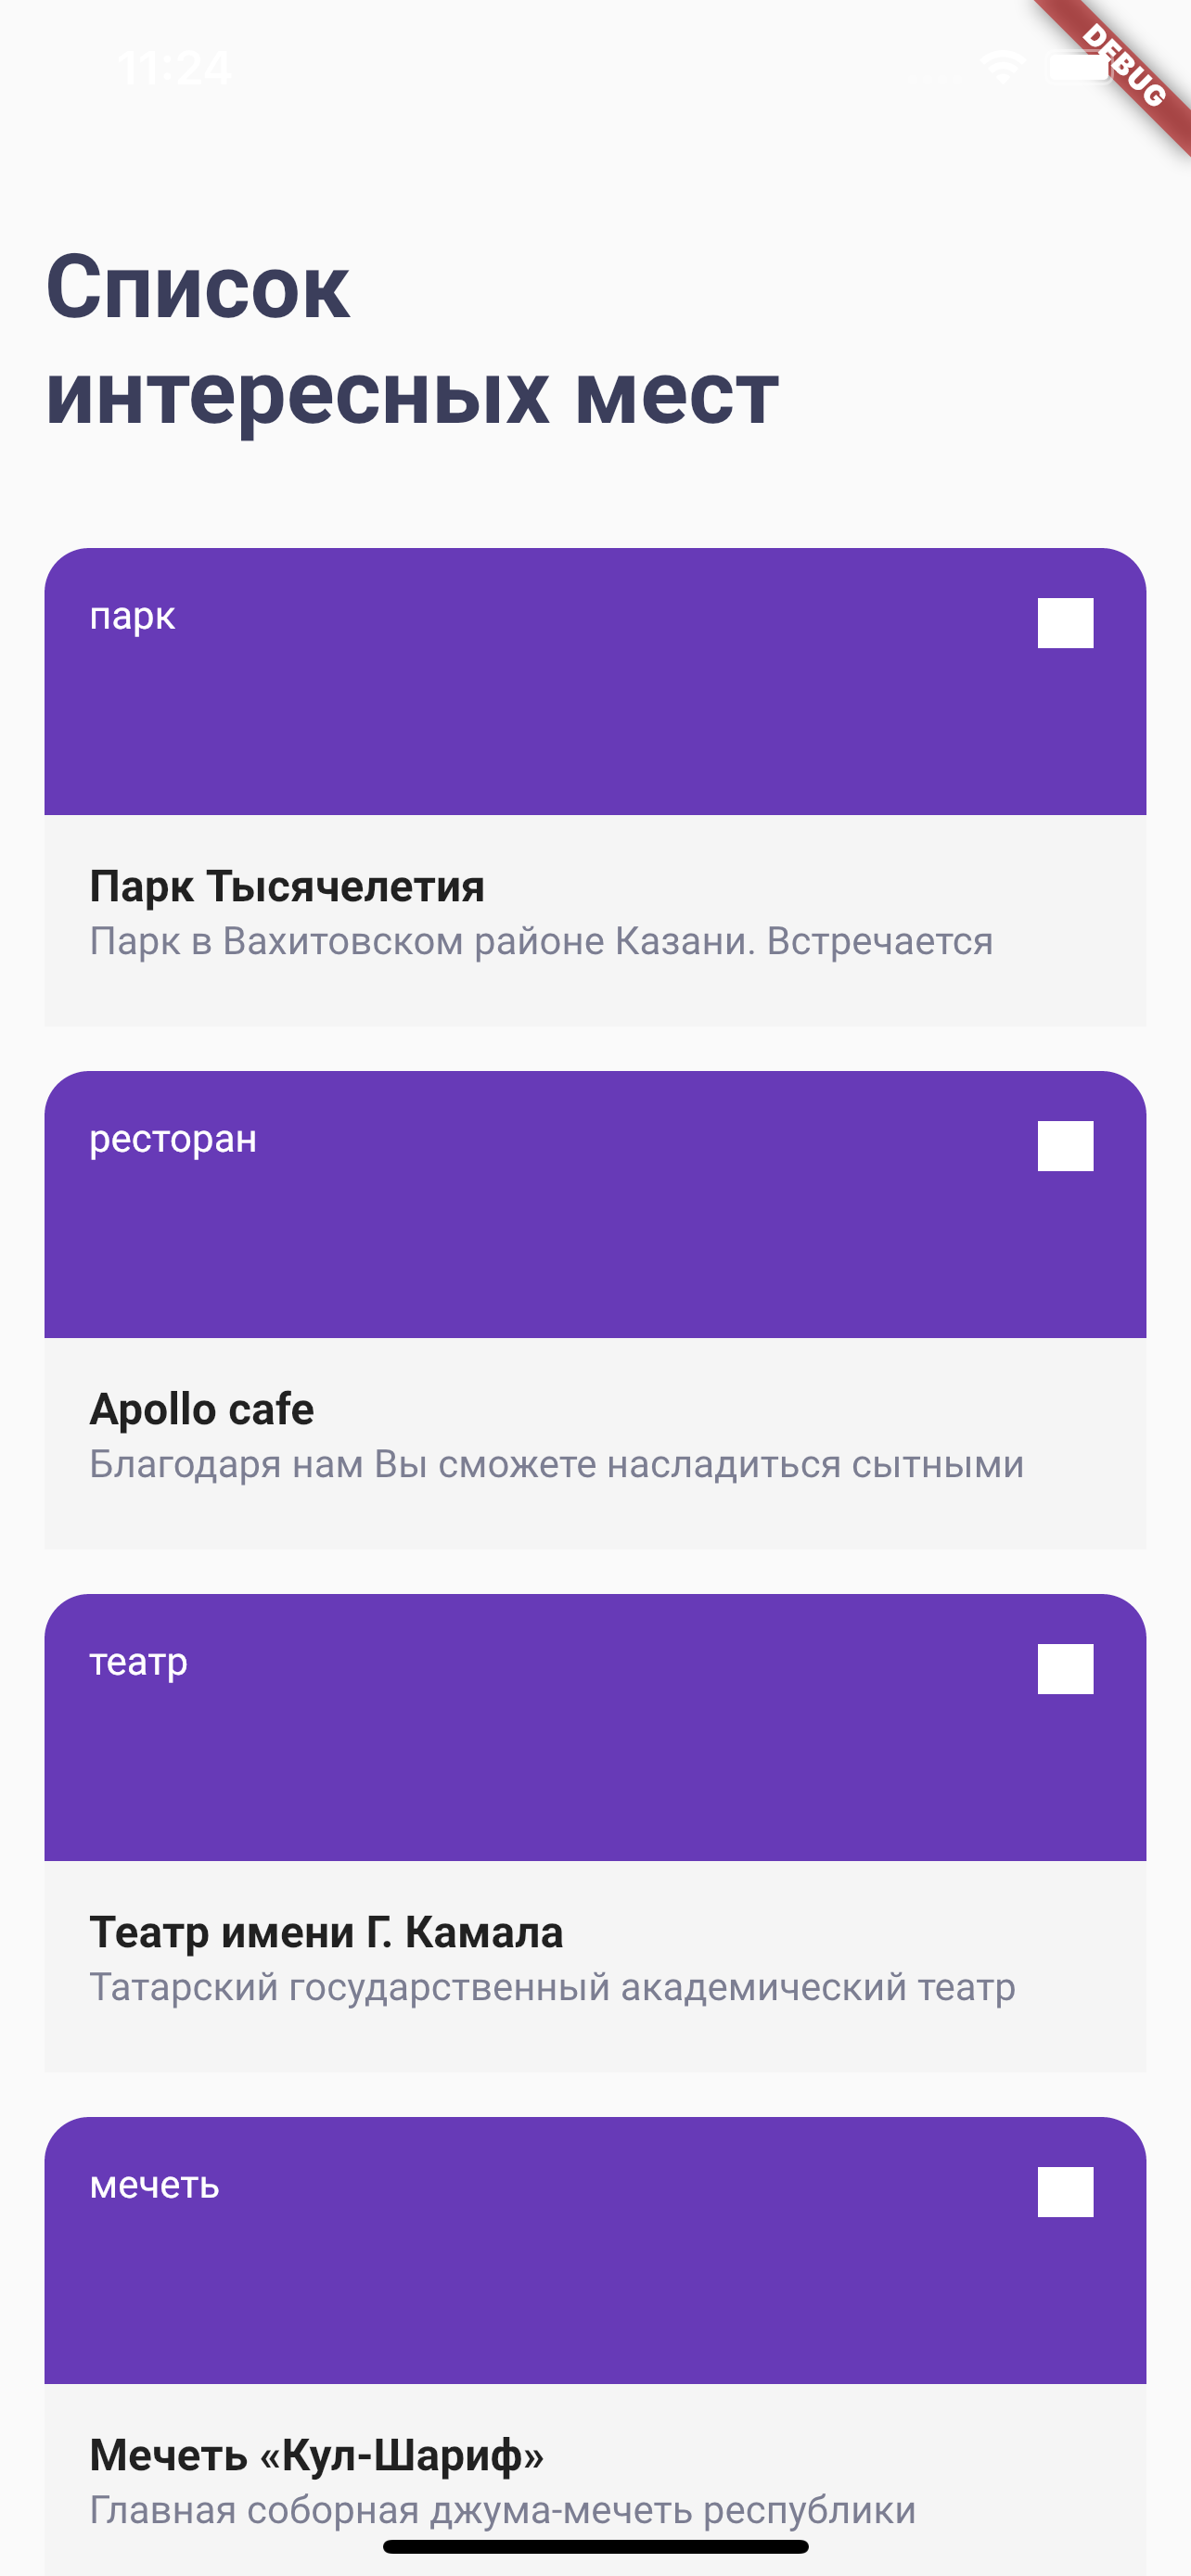 11:24
DEBUG
Список
интересных мест
парк
Парк Тысячелетия
Парк в Вахитовском районе Казани. Встречается
ресторан
Apollo cafe
Благодаря нам Вы сможете насладиться сытными
театр
Театр имени Г. Камала
Татарский государственный академический театр
мечеть
Мечеть «Кул-Шариф»
Главная соборная джума-мечеть республики